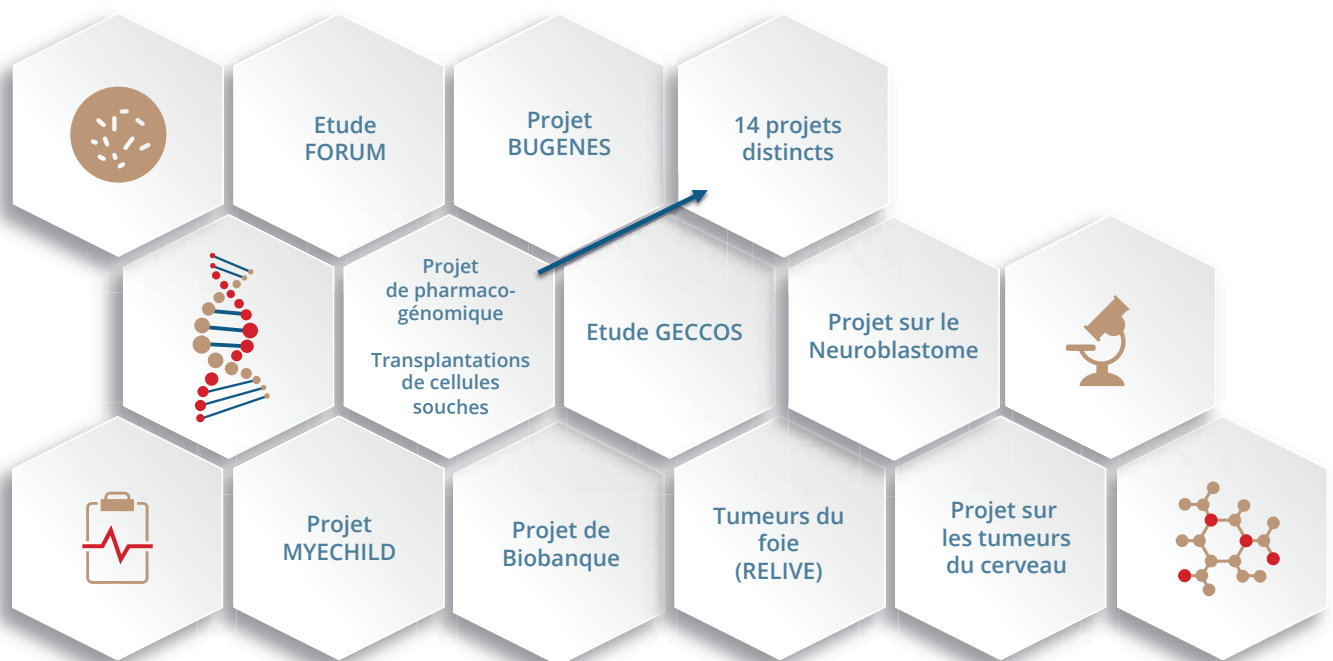 Etude
FORUM
Projet
BUGENES
14 projets
distincts
Projet
de pharmaco-
génomique
Transplantations
de cellules
souches
Etude GECCOS
Projet sur le
Neuroblastome
Projet
MYECHILD
Projet de
Biobanque
Tumeurs du
foie
(RELIVE)
Projet sur
les tumeurs
du cerveau